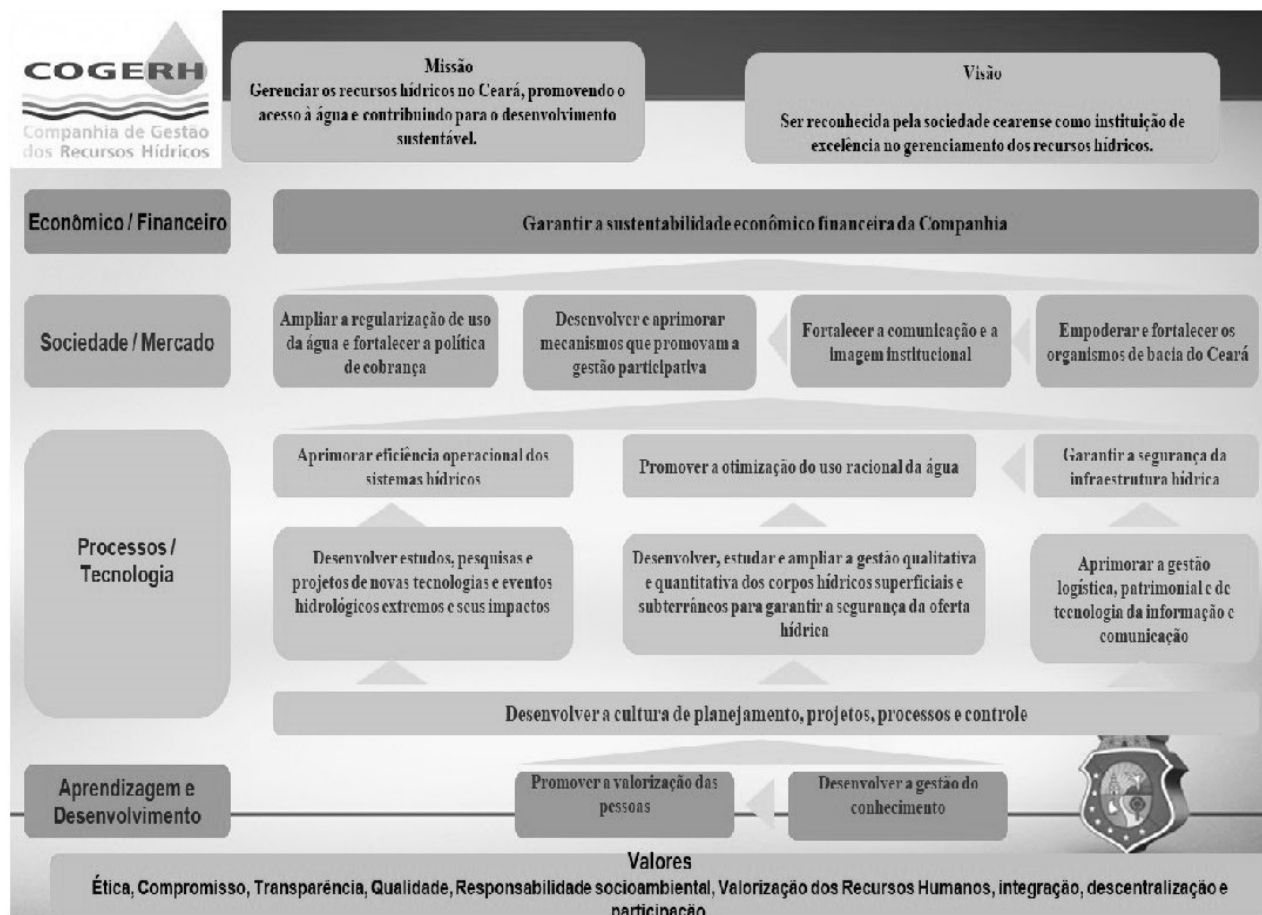 COGERH
Companhia de Gestão
dos Recursos Hídricos
Missão
Gerenciar os recursos hídricos no Ceará, promovendo o
acesso à água e contribuindo para o desenvolvimento
sustentável.
Visão
Ser reconhecida pela sociedade cearense como instituição de
excelência no gerenciamento dos recursos hídricos.
Econômico / Financeiro
Garantir a sustentabilidade econômico financeira da Companhia
Sociedade / Mercado
Ampliar a regularização de uso
da água e fortalecer a política
de cobrança
Desenvolver e aprimorar
mecanismos que promovam a
gestão participativa
Fortalecer a comunicação e a
imagem institucional
Empoderar e fortalecer os
organismos de bacia do Ceará
Processos /
Tecnologia
Aprimorar eficiência operacional dos
sistemas hídricos
Promover a otimização do uso racional da água
Garantir a segurança da
infraestrutura hídrica
Desenvolver estudos, pesquisas e
projetos de novas tecnologias e eventos
hidrológicos extremos e seus impactos
Desenvolver, estudar e ampliar a gestão qualitativa
e quantitativa dos corpos hídricos superficiais e
subterrâneos para garantir a segurança da oferta
hídrica
Aprimorar a gestão
logística, patrimonial e de
tecnologia da informação e
comunicação
Desenvolver a cultura de planejamento, projetos, processos e controle
Aprendizagem e
Desenvolvimento
Promover a valorização das
pessoas
Desenvolver a gestão do
conhecimento
Valores
Ética, Compromisso, Transparência, Qualidade, Responsabilidade socioambiental, Valorização dos Recursos Humanos, integração, descentralização e
participação